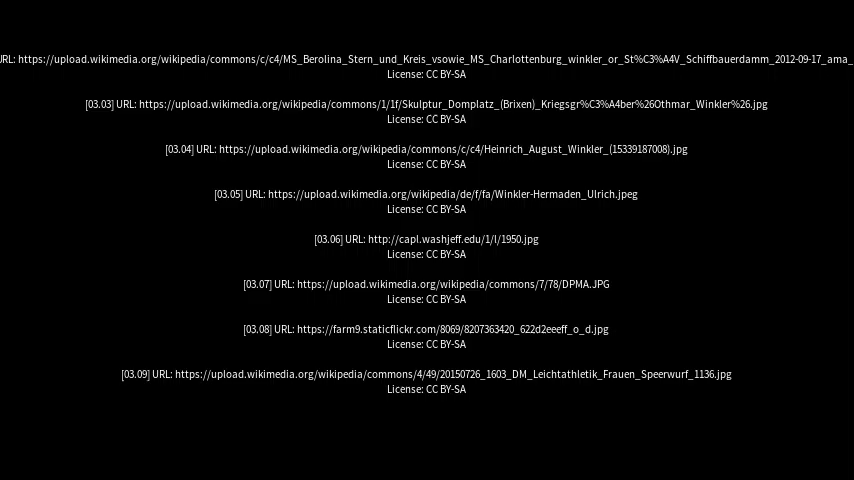 URL: https://upload.wikimedia.org/wikipedia/commons/c/c4/MS_Berolina_Stern_und_Kreis_vsowie_MS_Charlottenburg_winkler_or_St%C3%A4V_Schiffbauerdamm_2012-09-17_ama_
License: CC BY-SA
[03.03] URL: https://upload.wikimedia.org/wikipedia/commons/1/1f/Skulptur_Domplatz_(Brixen)_Kriegsgr%C3%A4ber%26Othmar_Winkler%26.jpg
License: CC BY-SA
[03.04] URL: https://upload.wikimedia.org/wikipedia/commons/c/c4/Heinrich_August_Winkler_(15339187008).jpg
License: CC BY-SA
[03.05] URL: https://upload.wikimedia.org/wikipedia/de/f/fa/Winkler-Hermaden_Ulrich.jpeg
License: CC BY-SA
[03.06] URL: http://capl.washjeff.edu/1/l/1950.jpg
License: CC BY-SA
[03.07] URL: https://upload.wikimedia.org/wikipedia/commons/7/78/DPMA.JPG
License: CC BY-SA
[03.08] URL: https://farm9.staticflickr.com/8069/8207363420_622d2eeeff_o_d.jpg
License: CC BY-SA
[03.09] URL: https://upload.wikimedia.org/wikipedia/commons/4/49/20150726_1603_DM_Leichtathletik_Frauen_Speerwurf_1136.jpg
License: CC BY-SA